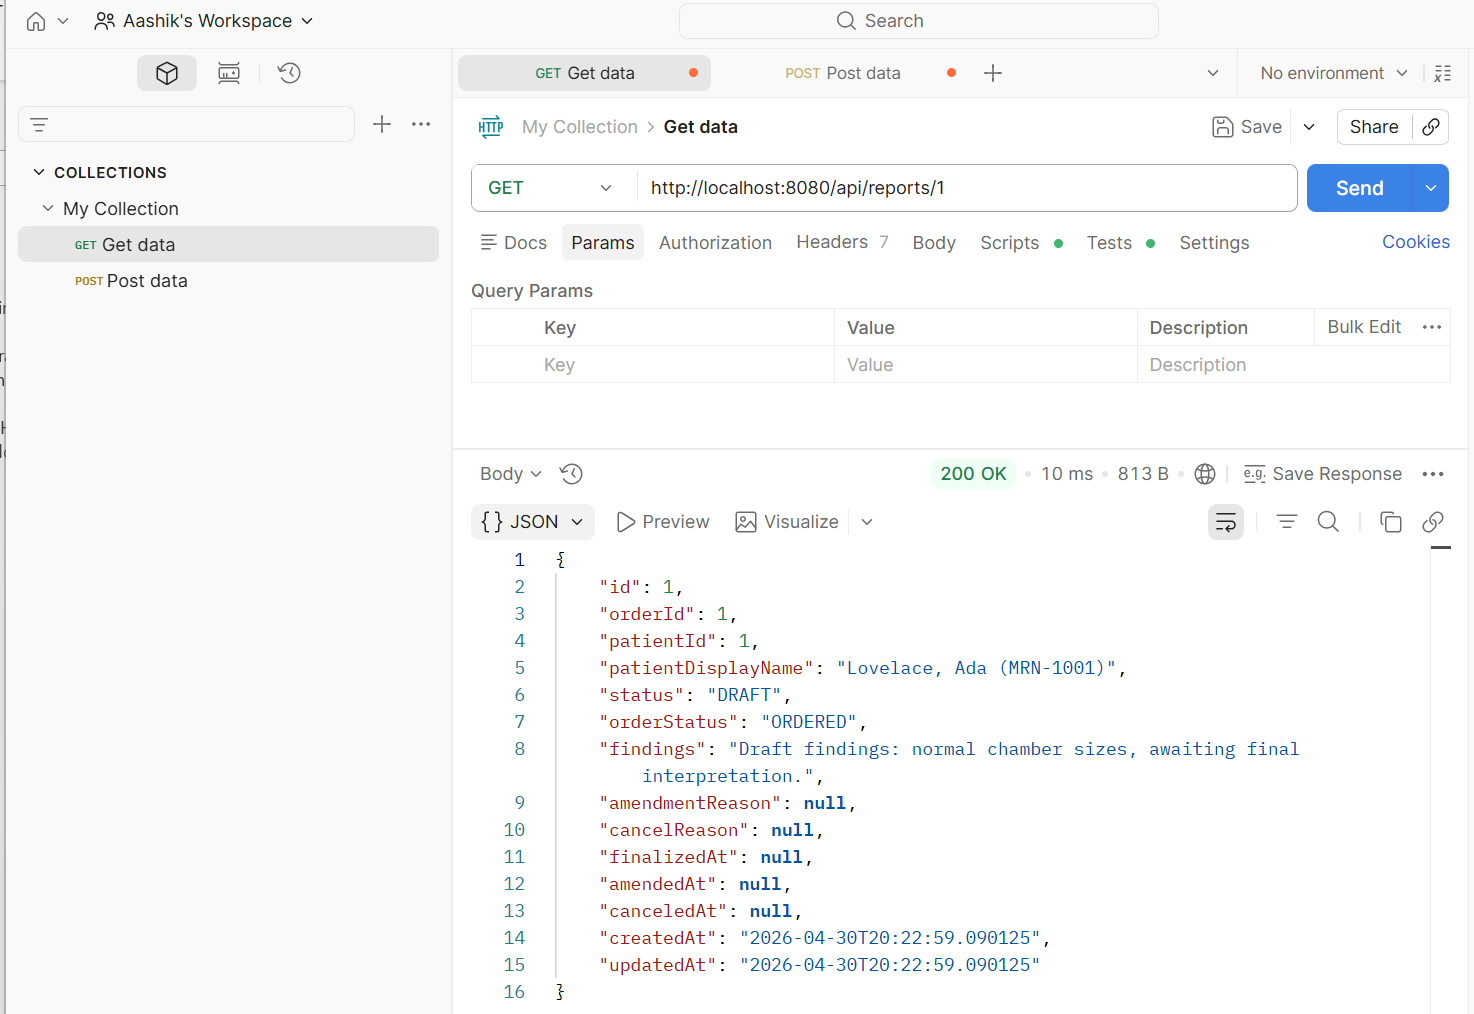 Aashik's Workspace
Search
GET Get data
POST Post data
No environment
HTTP My Collection > Get data
Save
Share
COLLECTIONS
My Collection
GET Get data
POST Post data
GET
http://localhost:8080/api/reports/1
Send
Docs
Params
Authorization
Headers 7
Body
Scripts
Tests
Settings
Cookies
Query Params
Key Value Description Bulk Edit
Key Value Description
Body
200 OK
10 ms
813 B
e.g. Save Response
{} JSON
Preview
Visualize
1 {
2 "id": 1,
3 "orderId": 1,
4 "patientId": 1,
5 "patientDisplayName": "Lovelace, Ada (MRN-1001)",
6 "status": "DRAFT",
7 "orderStatus": "ORDERED",
8 "findings": "Draft findings: normal chamber sizes, awaiting final
interpretation.",
9 "amendmentReason": null,
10 "cancelReason": null,
11 "finalizedAt": null,
12 "amendedAt": null,
13 "canceledAt": null,
14 "createdAt": "2026-04-30T20:22:59.090125",
15 "updatedAt": "2026-04-30T20:22:59.090125"
16 }